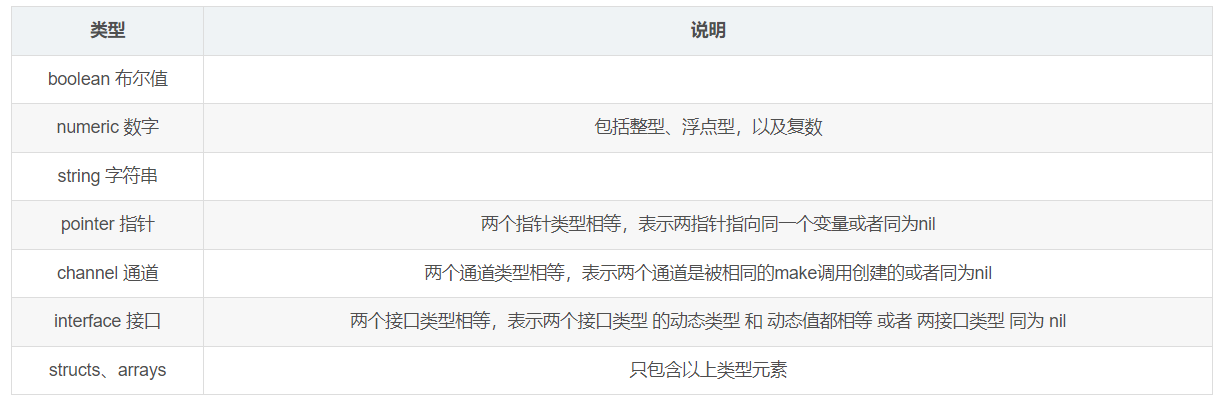 类型 说明
boolean 布尔值
numeric 数字 包括整型、浮点型，以及复数
string 字符串
pointer 指针 两个指针类型相等，表示两指针指向同一个变量或者同为nil
channel 通道 两个通道类型相等，表示两个通道是被相同的make调用创建的或者同为nil
interface 接口 两个接口类型相等，表示两个接口类型 的动态类型 和 动态值都相等 或者 两接口类型 同为 nil
structs、arrays 只包含以上类型元素